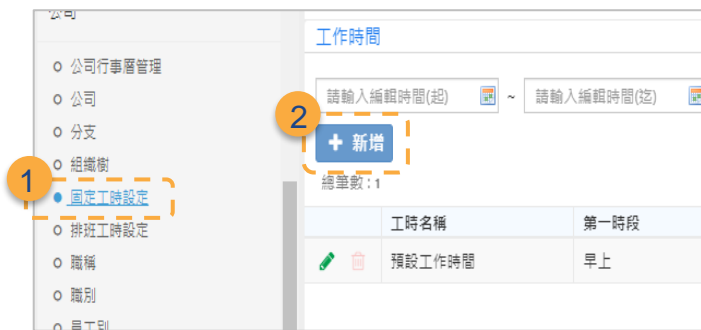 公司
公司行事曆管理
公司
分支
組織樹
1
固定工時設定
排班工時設定
職稱
職別
員工別
工作時間
請輸入編輯時間(起) ~ 請輸入編輯時間(迄)
2
+ 新增
總筆數:1
工時名稱 第一時段
預設工作時間 早上